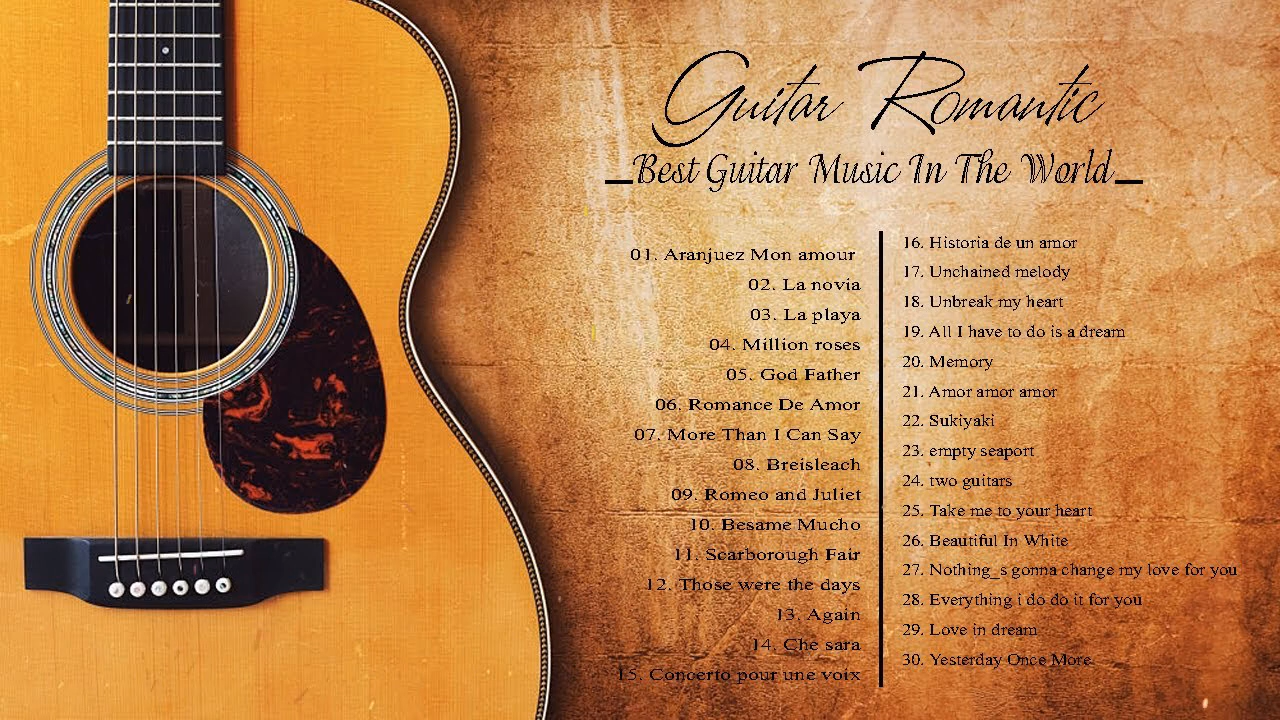 Guitar Romantic
Best Guitar Music In The World
01. Aranjuez Mon amour
02. La novia
03. La playa
04. Million roses
05. God Father
06. Romance De Amor
07. More Than I Can Say
08. Breisleach
09. Romeo and Juliet
10. Besame Mucho
11. Scarborough Fair
12. Those were the days
13. Again
14. Che sara
15. Concerto pour une voix
16. Historia de un amor
17. Unchained melody
18. Unbreak my heart
19. All I have to do is a dream
20. Memory
21. Amor amor amor
22. Sukiyaki
23. empty seaport
24. two guitars
25. Take me to your heart
26. Beautiful In White
27. Nothing_s gonna change my love for you
28. Everything i do do it for you
29. Love in dream
30. Yesterday Once More